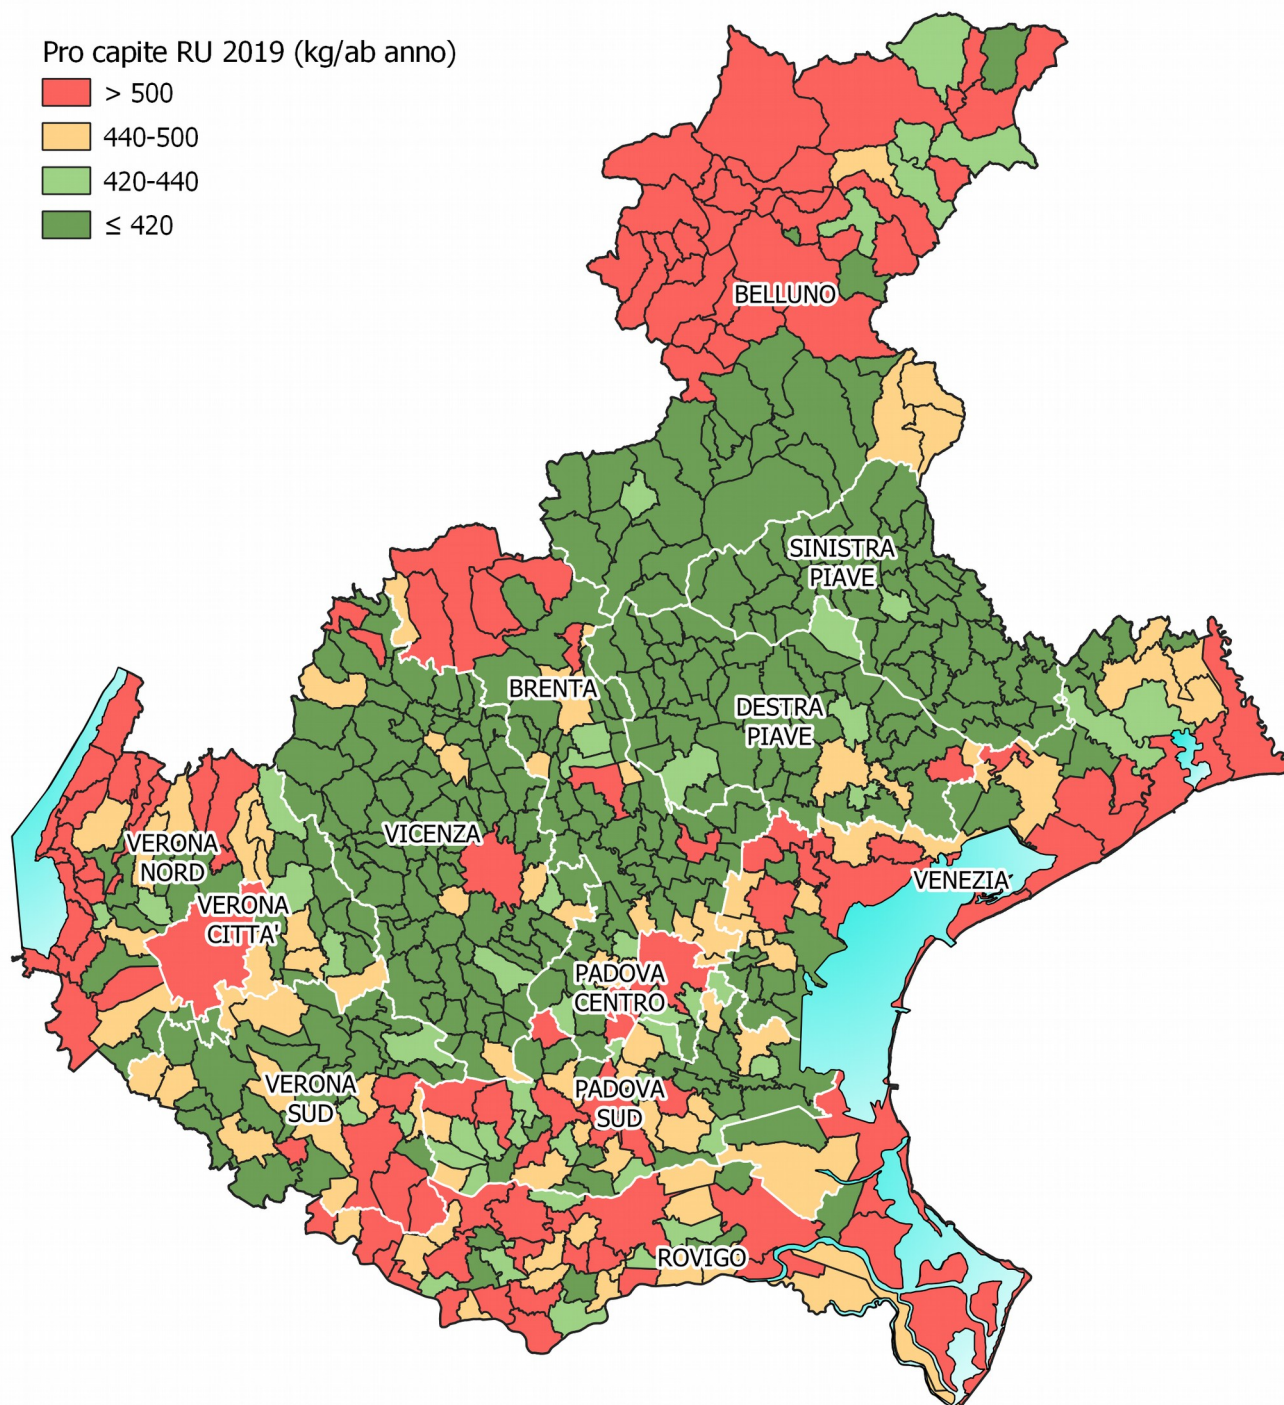 Pro capite RU 2019 (kg/ab anno)
> 500
440-500
420-440
≤ 420
BELLUNO
SINISTRA
PIAVE
BRENTA
DESTRA
PIAVE
VICENZA
VERONA
NORD
VENEZIA
VERONA
CITTA'
PADOVA
CENTRO
VERONA
SUD
PADOVA
SUD
ROVIGO